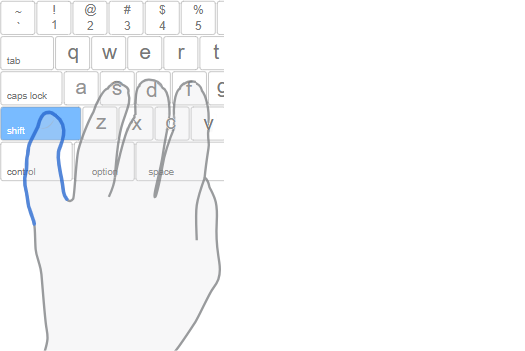 ~ ! @ # $ %
` 1 2 3 4 5
tab q w e r t
caps lock a s d f g
shift z x c v
control option space